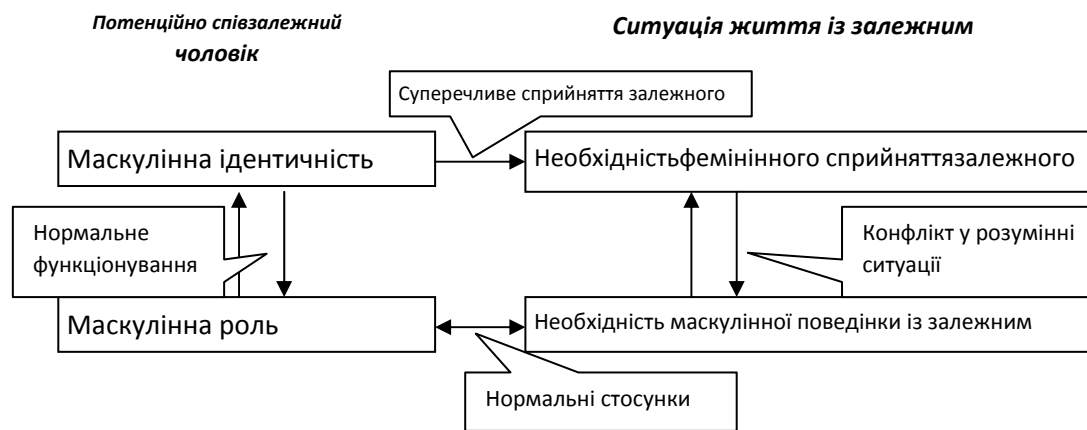 Потенційно співзалежний
чоловік
Ситуація життя із залежним
Суперечливе сприйняття залежного
Маскулінна ідентичність
Необхідністьфемінінного сприйняттязалежного
Нормальне
функціонування
Конфлікт у розумінні
ситуації
Маскулінна роль
Необхідність маскулінної поведінки із залежним
Нормальні стосунки